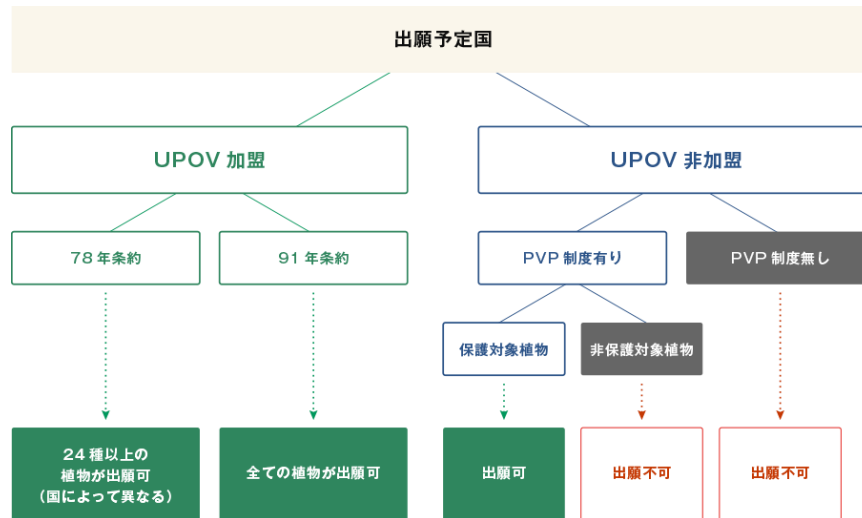 出願予定国
UPOV 加盟
UPOV 非加盟
78 年条約
91 年条約
PVP 制度有り
PVP 制度無し
保護対象植物
非保護対象植物
24 種以上の
植物が出願可
（国によって異なる）
全ての植物が出願可
出願可
出願不可
出願不可